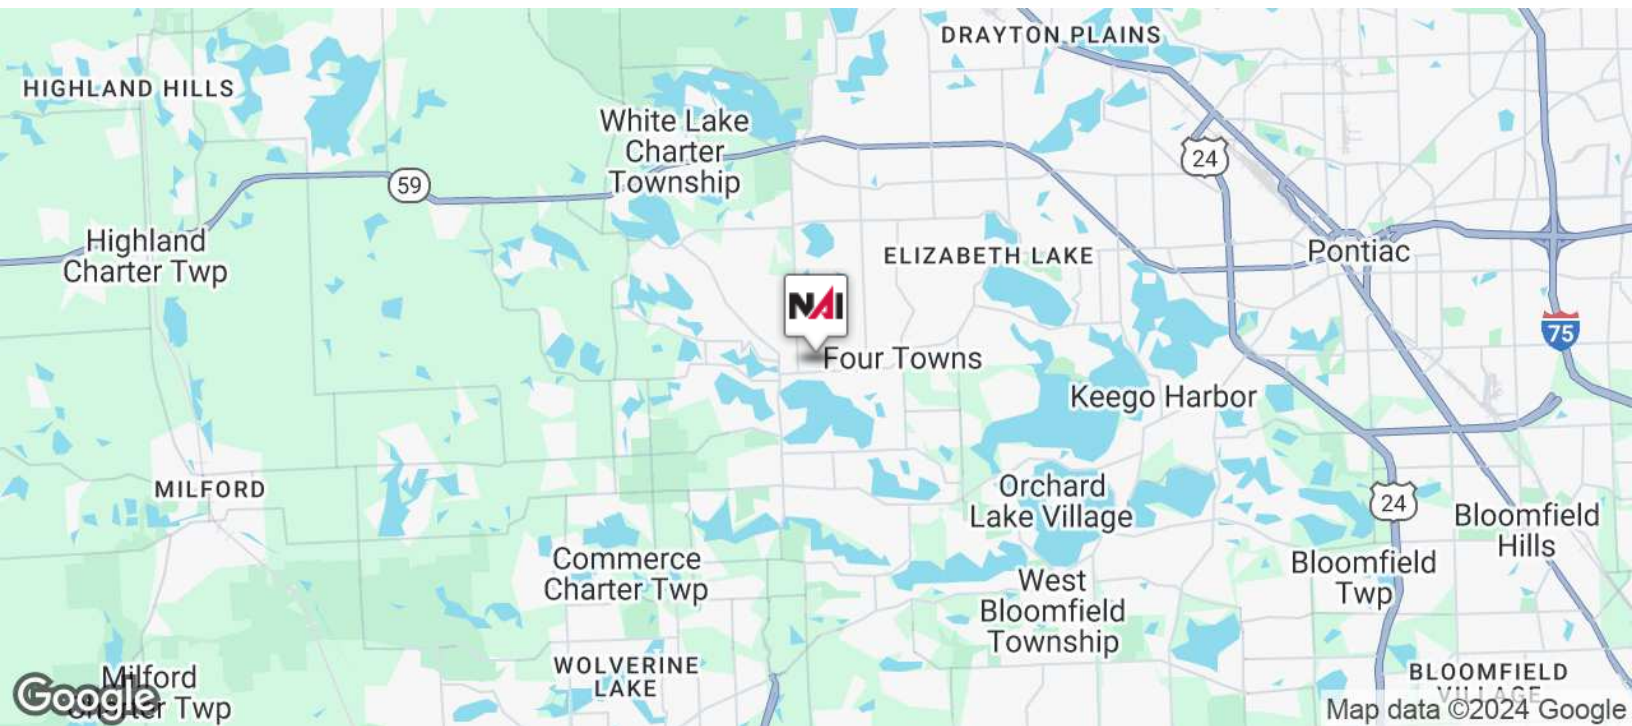 DRAYTON PLAINS
HIGHLAND HILLS
White Lake
Charter
Township
24
59
Highland
Charter Twp
ELIZABETH LAKE
Pontiac
NAI
75
Four Towns
Keego Harbor
MILFORD
Orchard
Lake Village
24
Bloomfield
Hills
Commerce
Charter Twp
Bloomfield
Twp
West
Bloomfield
Township
WOLVERINE
LAKE
BLOOMFIELD
VILLAGE
Milford
Charter Twp
Google
Map data ©2024 Google